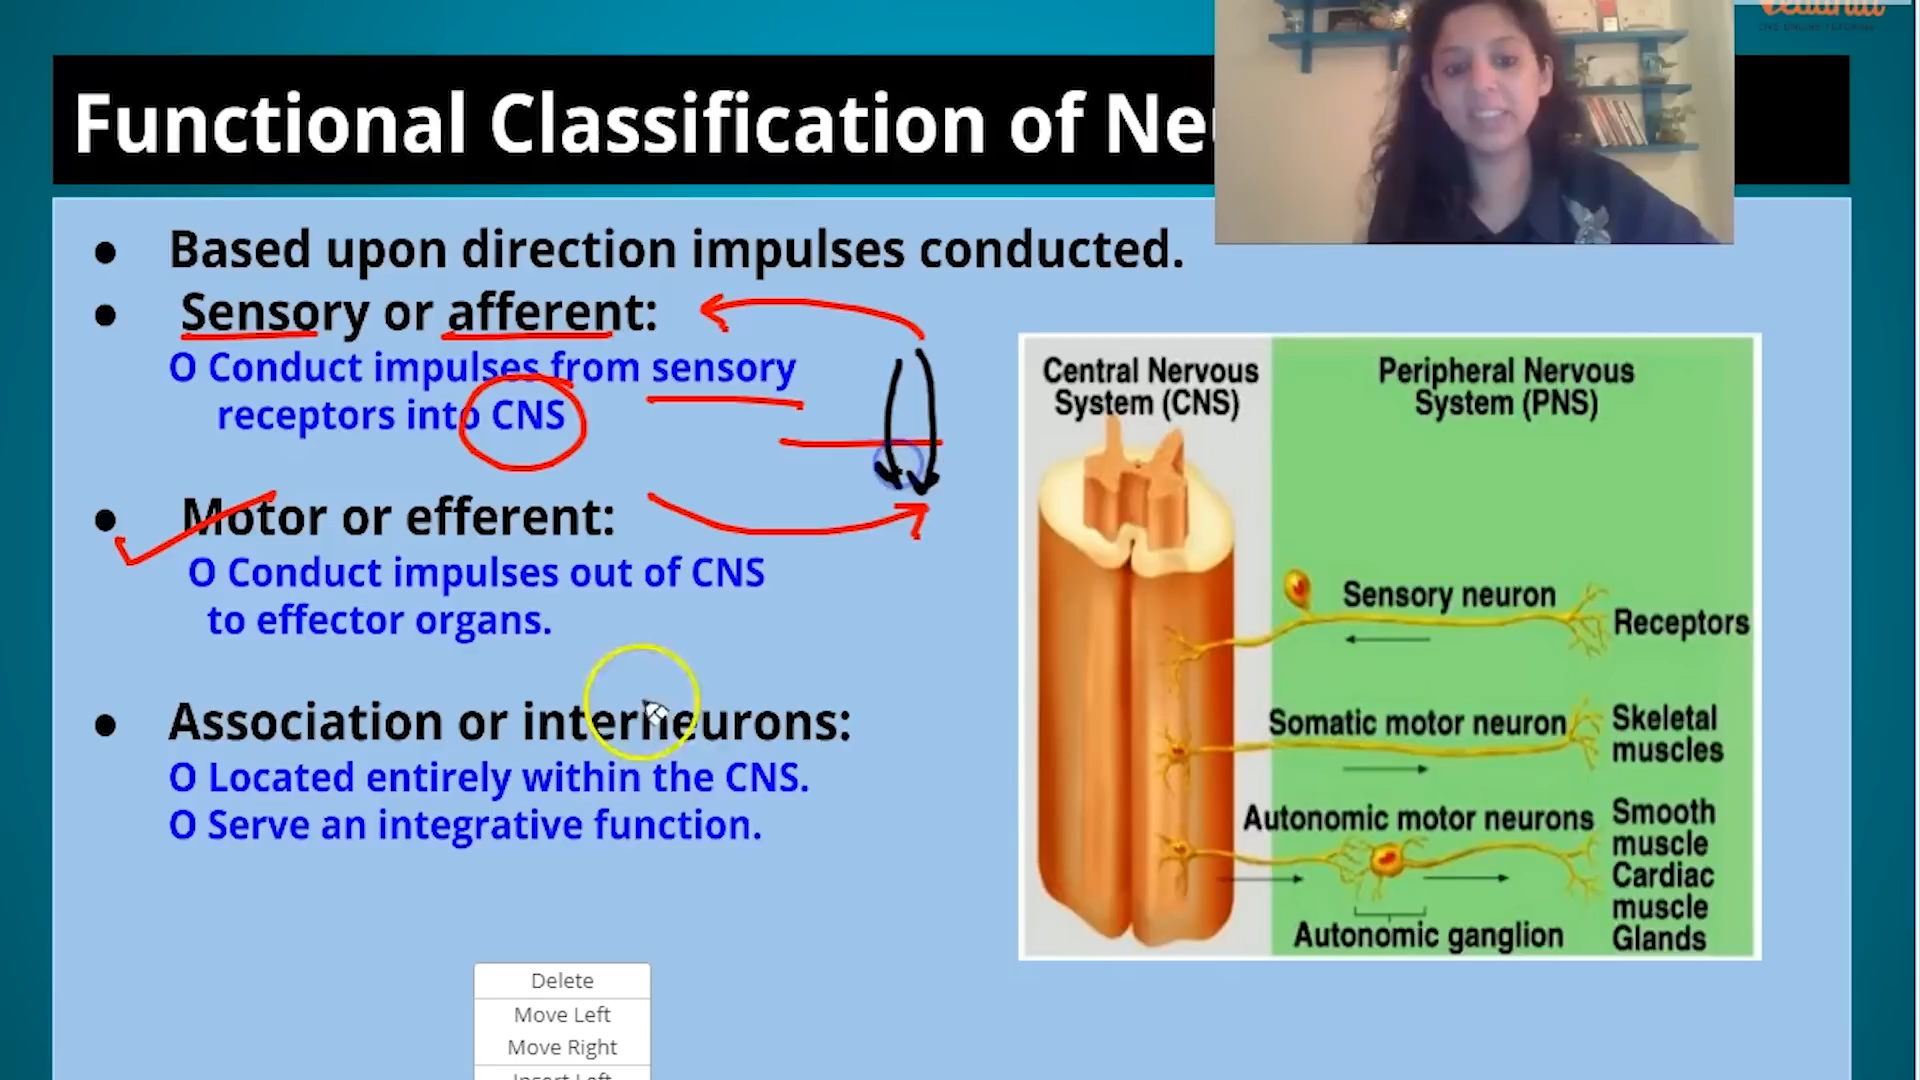 Functional Classification of Ne
● Based upon direction impulses conducted.
● Sensory or afferent:
O Conduct impulses from sensory
receptors into CNS
● Motor or efferent:
O Conduct impulses out of CNS
to effector organs.
● Association or interneurons:
O Located entirely within the CNS.
O Serve an integrative function.
Central Nervous
System (CNS)
Peripheral Nervous
System (PNS)
Sensory neuron
Receptors
Somatic motor neuron
Skeletal
muscles
Autonomic motor neurons
Smooth
muscle
Cardiac
muscle
Glands
Autonomic ganglion
Delete
Move Left
Move Right
Insert Left